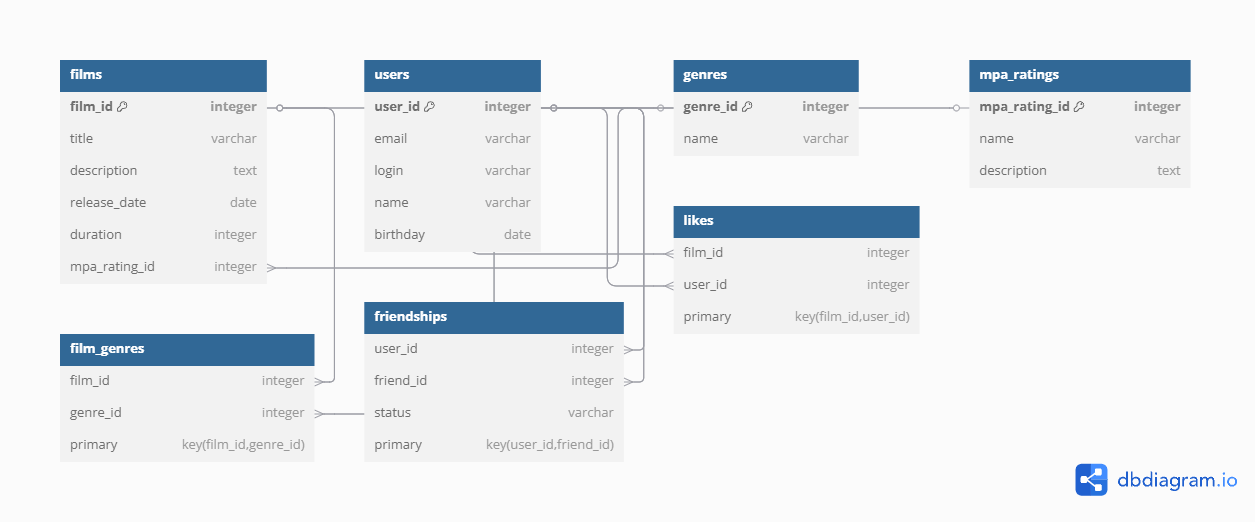 films
film_id integer
title varchar
description text
release_date date
duration integer
mpa_rating_id integer
users
user_id integer
email varchar
login varchar
name varchar
birthday date
genres
genre_id integer
name varchar
mpa_ratings
mpa_rating_id integer
name varchar
description text
likes
film_id integer
user_id integer
primary key(film_id,user_id)
friendships
user_id integer
friend_id integer
status varchar
primary key(user_id,friend_id)
film_genres
film_id integer
genre_id integer
primary key(film_id,genre_id)
dbdiagram.io